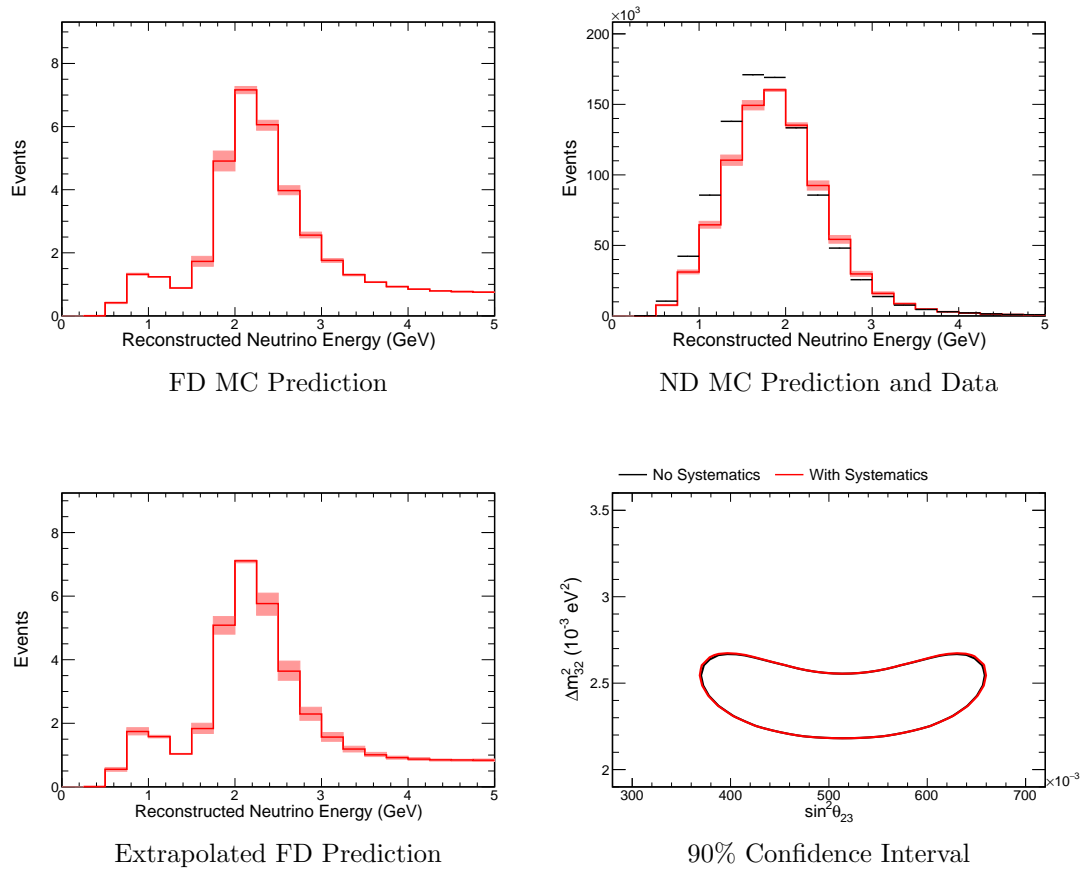 Events
8
6
4
2
0
0 1 2 3 4 5
Reconstructed Neutrino Energy (GeV)
FD MC Prediction
×10³
Events
200
150
100
50
0
0 1 2 3 4 5
Reconstructed Neutrino Energy (GeV)
ND MC Prediction and Data
Events
8
6
4
2
0
0 1 2 3 4 5
Reconstructed Neutrino Energy (GeV)
Extrapolated FD Prediction
No Systematics With Systematics
Δm²₃₂ (10⁻³ eV²)
3.5
3
2.5
2
300 400 500 600 700
×10⁻³
sin²θ₂₃
90% Confidence Interval